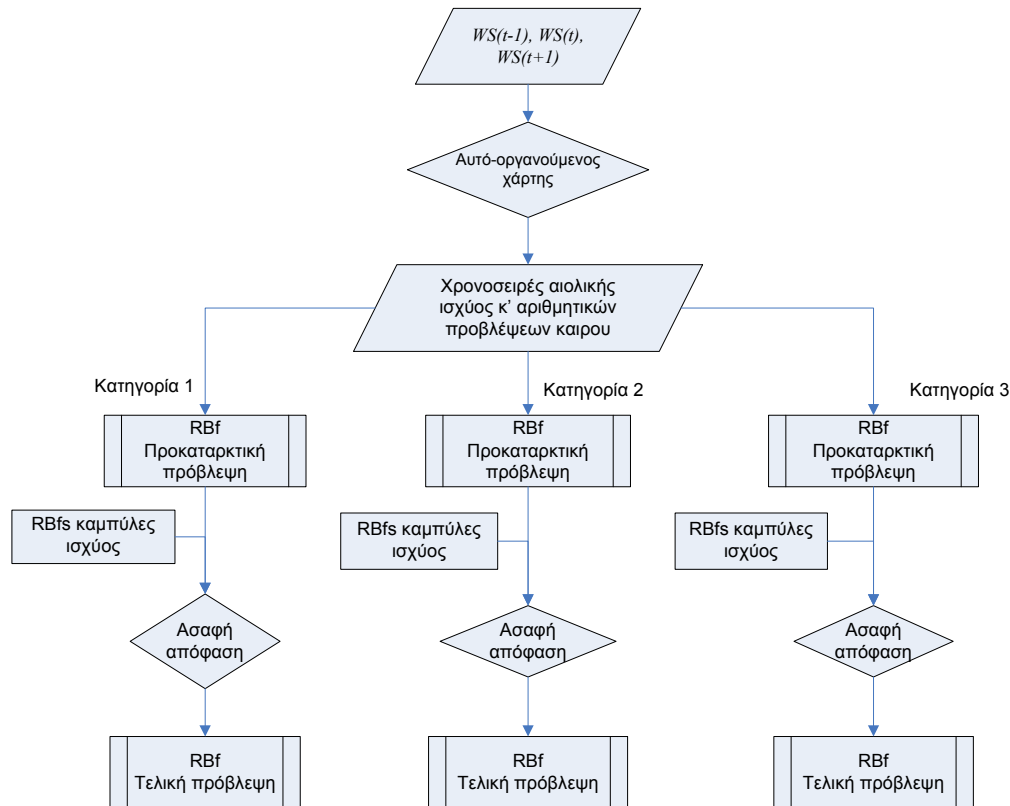 WS(t-1), WS(t),
WS(t+1)
Αυτό-οργανούμενος
χάρτης
Χρονοσειρές αιολικής
ισχύος κ’ αριθμητικών
προβλέψεων καιρου
Κατηγορία 1
Κατηγορία 2
Κατηγορία 3
RBf
Προκαταρκτική
πρόβλεψη
RBf
Προκαταρκτική
πρόβλεψη
RBf
Προκαταρκτική
πρόβλεψη
RBfs καμπύλες
ισχύος
RBfs καμπύλες
ισχύος
RBfs καμπύλες
ισχύος
Ασαφή
απόφαση
Ασαφή
απόφαση
Ασαφή
απόφαση
RBf
Τελική πρόβλεψη
RBf
Τελική πρόβλεψη
RBf
Τελική πρόβλεψη